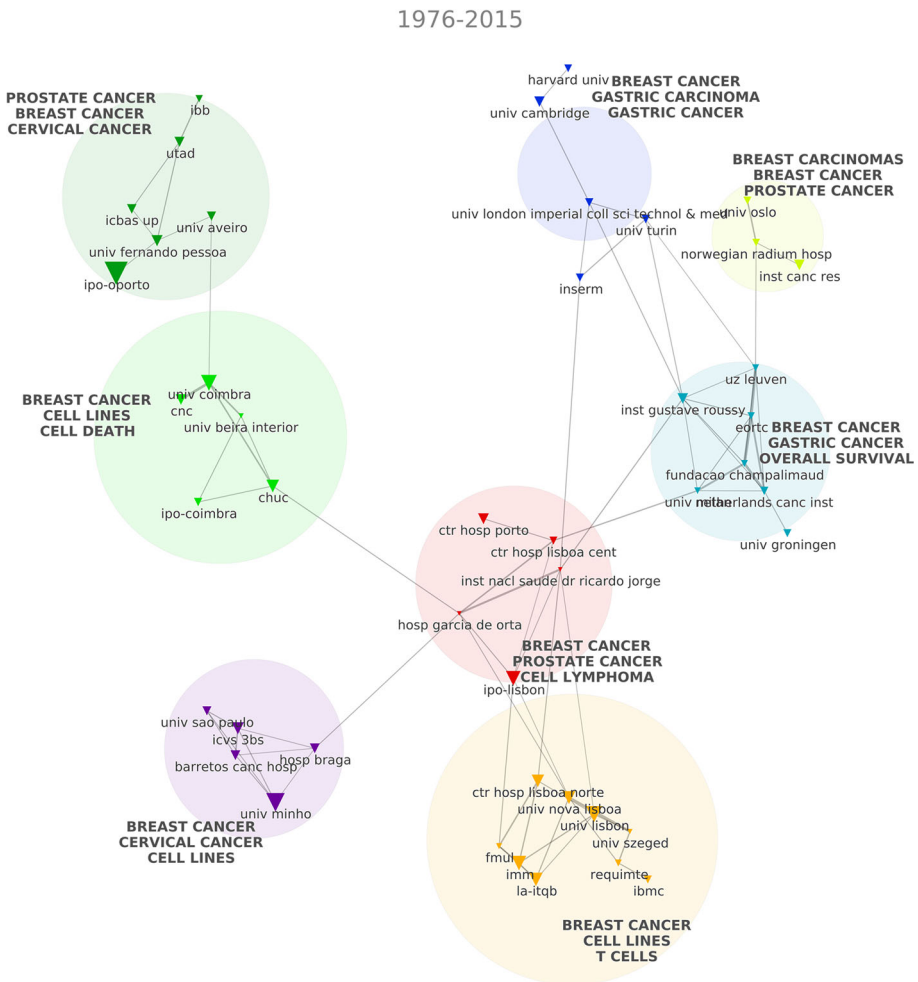 1976-2015
PROSTATE CANCER
BREAST CANCER
CERVICAL CANCER
ibb
utad
icbas up
univ aveiro
univ fernando pessoa
ipo-oporto
harvard univ
BREAST CANCER
GASTRIC CARCINOMA
GASTRIC CANCER
univ cambridge
univ london imperial coll sci technol & med
univ turin
inserm
BREAST CARCINOMAS
BREAST CANCER
PROSTATE CANCER
univ oslo
norwegian radium hosp
inst canc res
BREAST CANCER
CELL LINES
CELL DEATH
univ coimbra
cnc
univ beira interior
chuc
ipo-coimbra
uz leuven
inst gustave roussy
eortc
BREAST CANCER
GASTRIC CANCER
OVERALL SURVIVAL
fundacao champalimaud
univ milan
netherlands canc inst
univ groningen
ctr hosp porto
ctr hosp lisboa cent
inst nacl saude dr ricardo jorge
hosp garcia de orta
BREAST CANCER
PROSTATE CANCER
CELL LYMPHOMA
ipo-lisbon
univ sao paulo
icvs 3bs
hosp braga
barretos canc hosp
univ minho
BREAST CANCER
CERVICAL CANCER
CELL LINES
ctr hosp lisboa norte
univ nova lisboa
univ lisbon
univ szeged
fmul
imm
requimte
la-itqb
ibmc
BREAST CANCER
CELL LINES
T CELLS